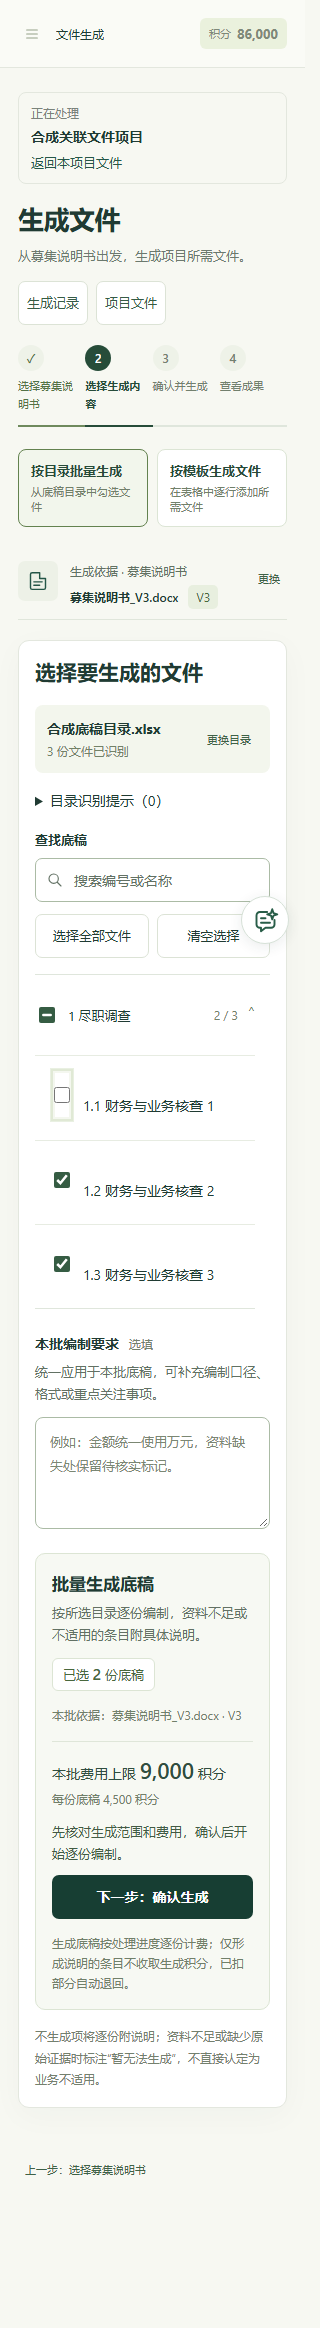 文件生成
积分 86,000
正在处理
合成关联文件项目
返回本项目文件
生成文件
从募集说明书出发，生成项目所需文件。
生成记录
项目文件
✓
2
3
4
选择募集说
明书
选择生成内
容
确认并生成
查看成果
按目录批量生成
从底稿目录中勾选文
件
按模板生成文件
在表格中逐行添加所
需文件
生成依据 · 募集说明书
募集说明书_V3.docx
V3
更换
选择要生成的文件
合成底稿目录.xlsx
3 份文件已识别
更换目录
目录识别提示（0）
查找底稿
搜索编号或名称
选择全部文件
清空选择
1 尽职调查
2 / 3
1.1 财务与业务核查 1
1.2 财务与业务核查 2
1.3 财务与业务核查 3
本批编制要求 选填
统一应用于本批底稿，可补充编制口径、
格式或重点关注事项。
例如：金额统一使用万元，资料缺
失处保留待核实标记。
批量生成底稿
按所选目录逐份编制，资料不足或
不适用的条目附具体说明。
已选 2 份底稿
本批依据：募集说明书_V3.docx · V3
本批费用上限 9,000 积分
每份底稿 4,500 积分
先核对生成范围和费用，确认后开
始逐份编制。
下一步：确认生成
生成底稿按处理进度逐份计费；仅形
成说明的条目不收取生成积分，已扣
部分自动退回。
不生成项将逐份附说明；资料不足或缺少原
始证据时标注“暂无法生成”，不直接认定为
业务不适用。
上一步：选择募集说明书